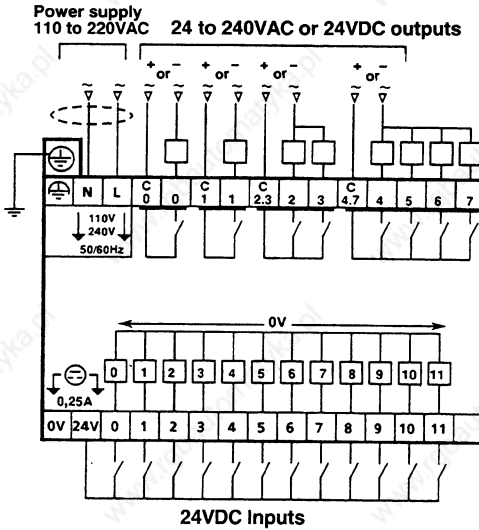 Power supply
110 to 220VAC
24 to 240VAC or 24VDC outputs
+ or − + or − + or − + or −
~ ~ ~ ~ ~ ~ ~ ~ ~ ~
N L C 0 0 C 1 1 C 2.3 2 3 C 4.7 4 5 6 7
110V
240V
50/60Hz
0V
0 1 2 3 4 5 6 7 8 9 10 11
0,25A
0V 24V 0 1 2 3 4 5 6 7 8 9 10 11
24VDC Inputs